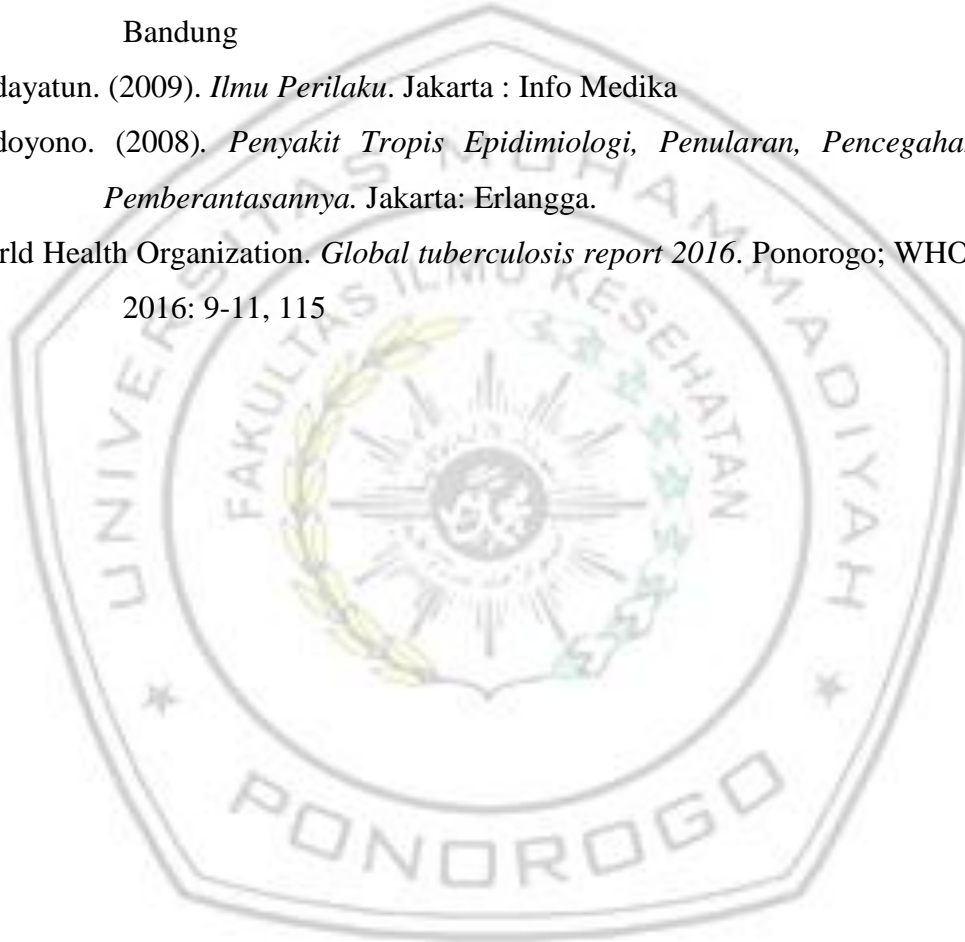 Bandung
dayatun. (2009). Ilmu Perilaku. Jakarta : Info Medika
doyono. (2008). Penyakit Tropis Epidimiologi, Penularan, Pencegaha
Pemberantasannya. Jakarta: Erlangga.
rld Health Organization. Global tuberculosis report 2016. Ponorogo; WHO
2016: 9-11, 115
UNIVERSITAS MUHAMMADIYAH
FAKULTAS ILMU KESEHATAN
PONOROGO